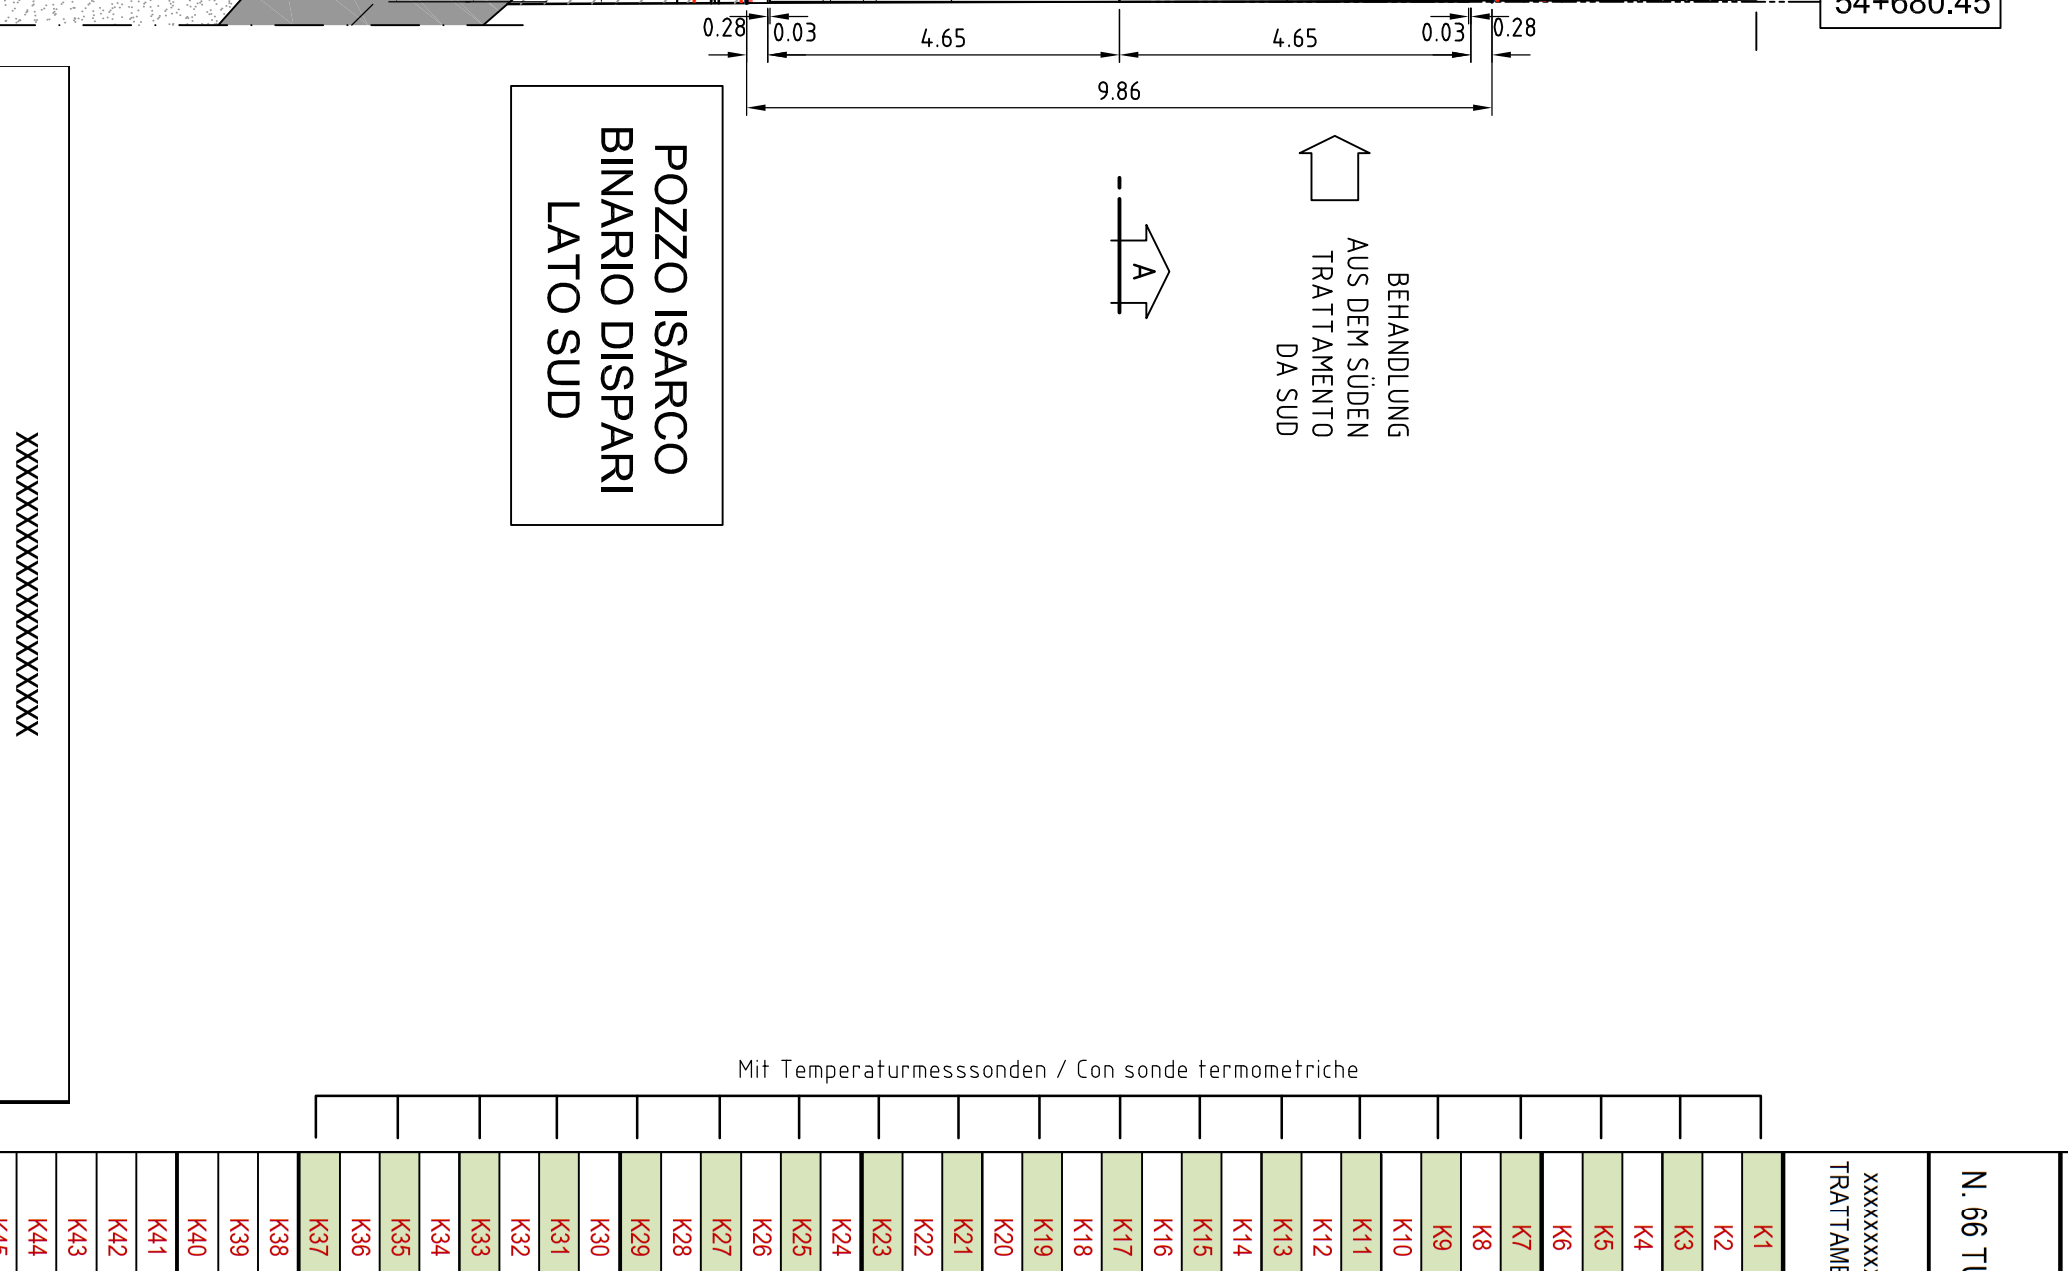 54+680.45
0.28
0.03
4.65
4.65
0.03
0.28
9.86
POZZO ISARCO
BINARIO DISPARI
LATO SUD
A
BEHANDLUNG
AUS DEM SÜDEN
TRATTAMENTO
DA SUD
Mit Temperaturmesssonden / Con sonde termometriche
K45
K44
K43
K42
K41
K40
K39
K38
K37
K36
K35
K34
K33
K32
K31
K30
K29
K28
K27
K26
K25
K24
K23
K22
K21
K20
K19
K18
K17
K16
K15
K14
K13
K12
K11
K10
K9
K8
K7
K6
K5
K4
K3
K2
K1
N. 66